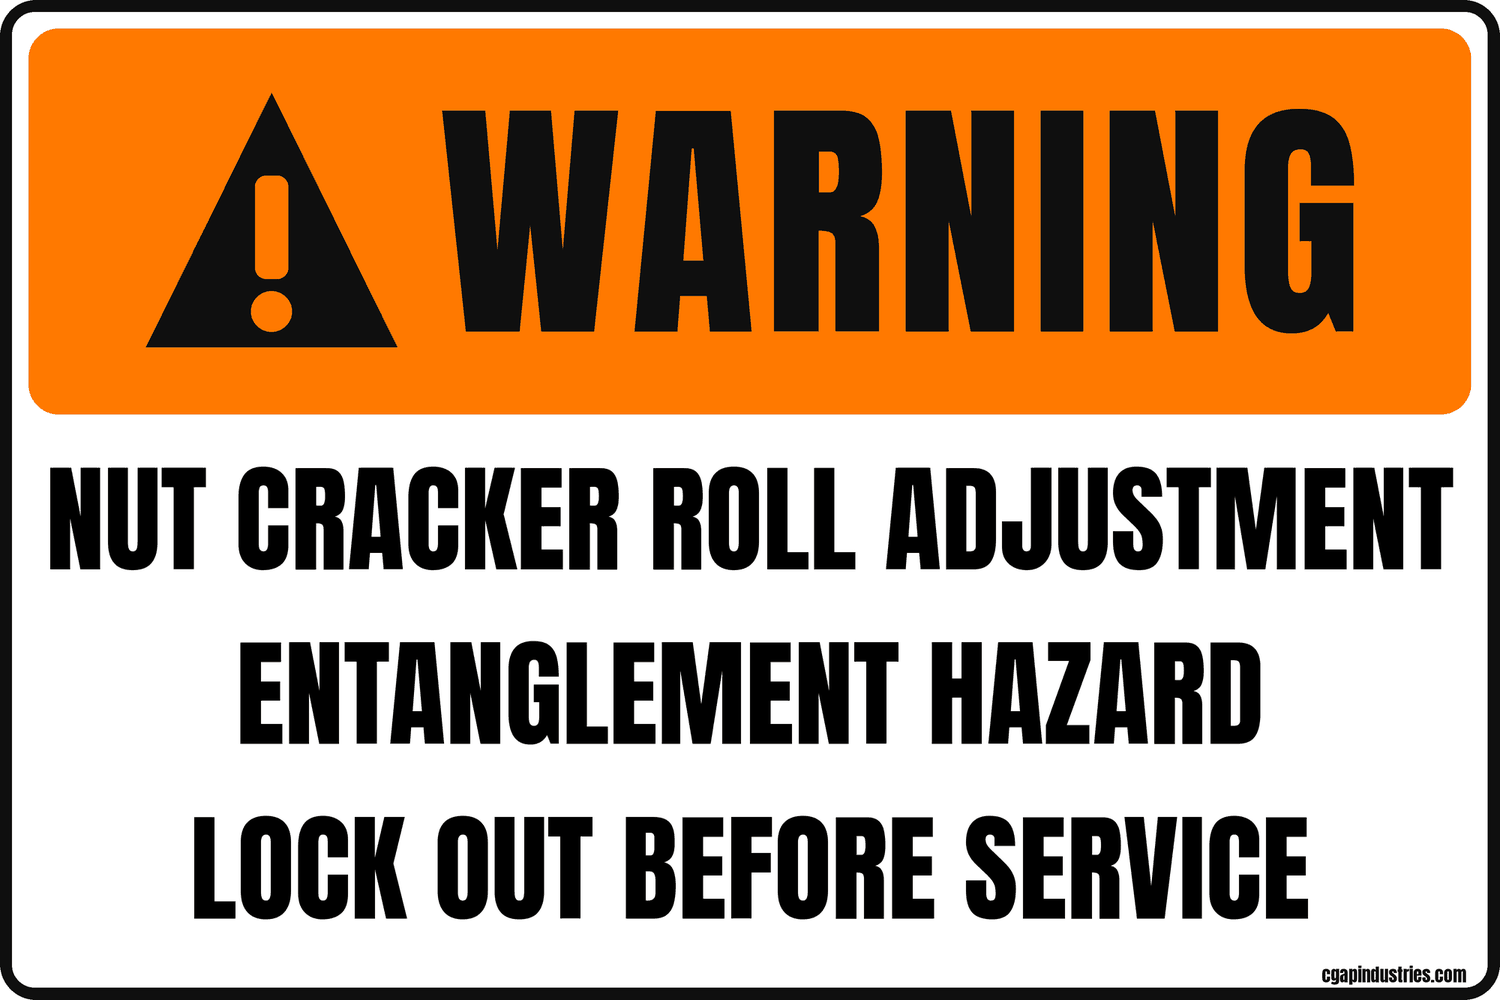 WARNING
NUT CRACKER ROLL ADJUSTMENT
ENTANGLEMENT HAZARD
LOCK OUT BEFORE SERVICE
cgapindustries.com